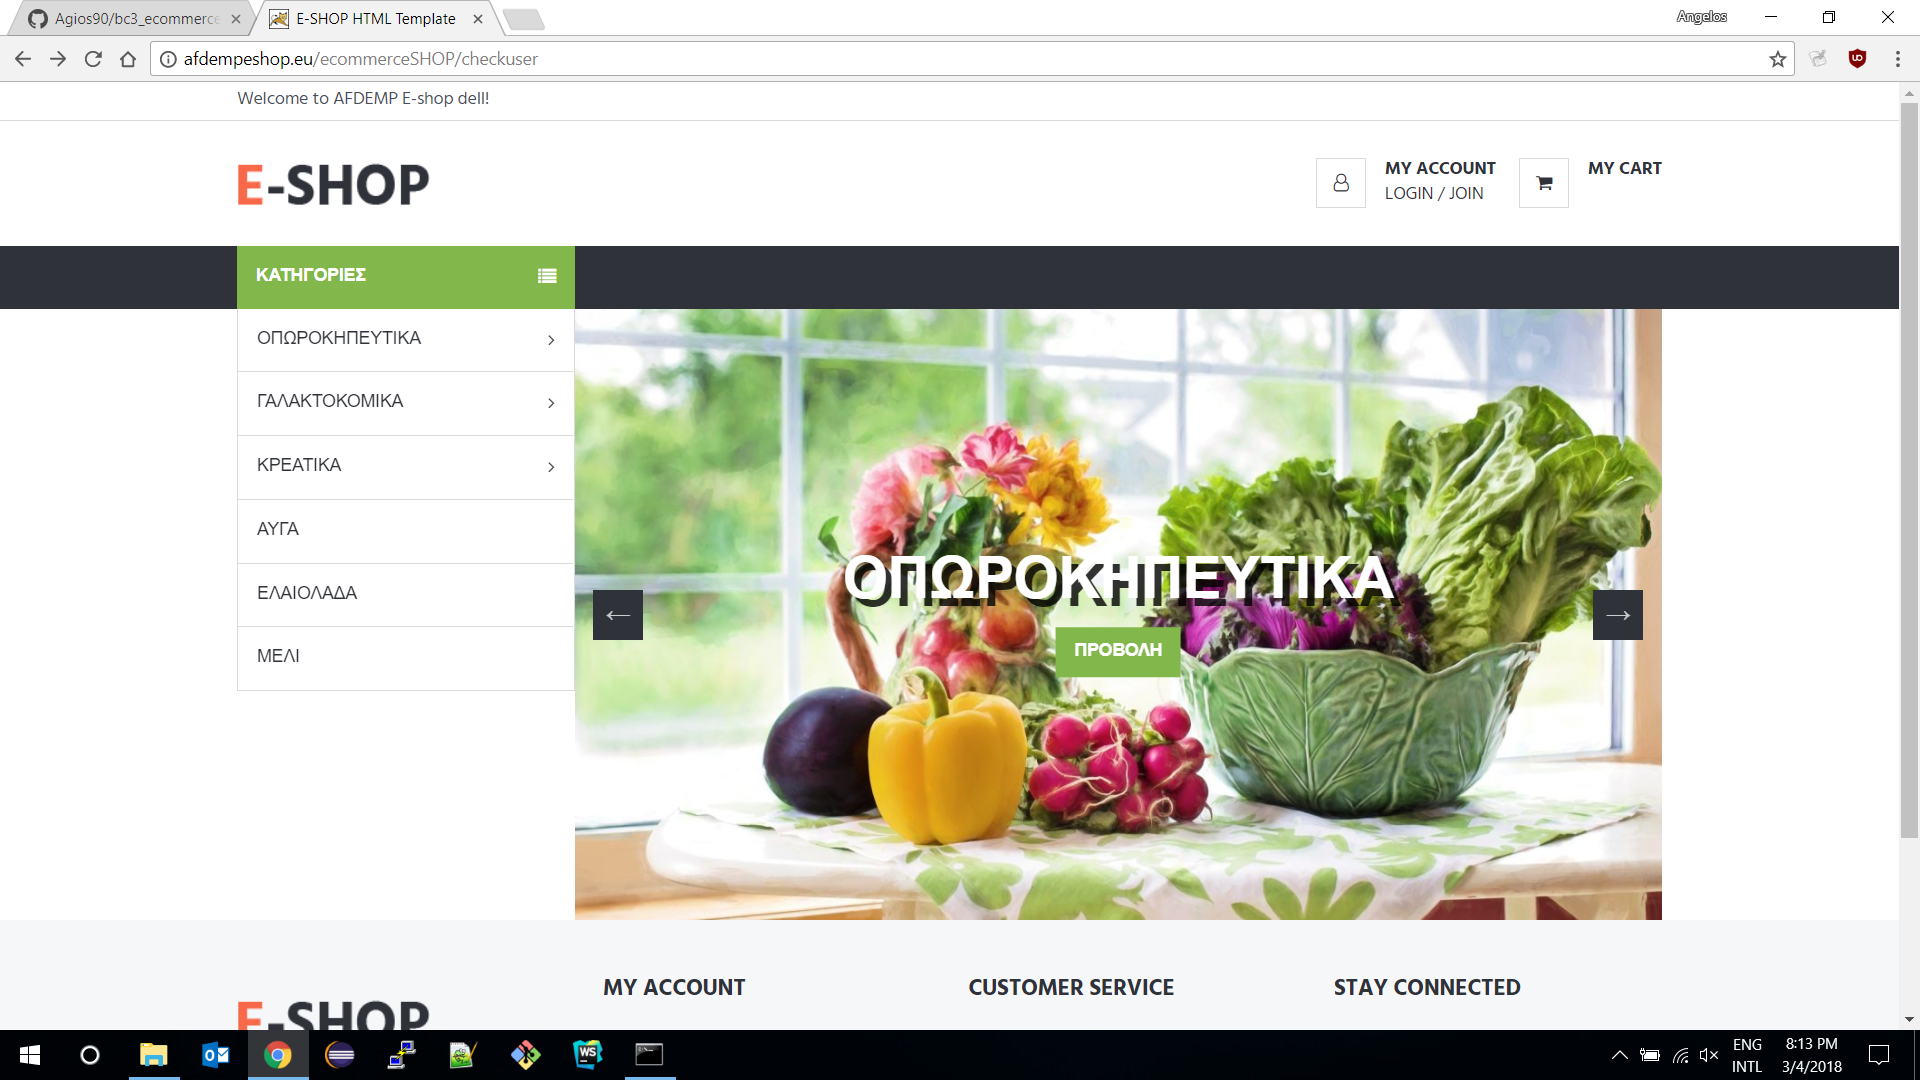 Agios90/bc3_ecommerce
E-SHOP HTML Template
Angelos
afdempeshop.eu/ecommerceSHOP/checkuser
Welcome to AFDEMP E-shop dell!
E-SHOP
MY ACCOUNT
LOGIN / JOIN
MY CART
ΚΑΤΗΓΟΡΙΕΣ
ΟΠΩΡΟΚΗΠΕΥΤΙΚΑ
ΓΑΛΑΚΤΟΚΟΜΙΚΑ
ΚΡΕΑΤΙΚΑ
ΑΥΓΑ
ΕΛΑΙΟΛΑΔΑ
ΜΕΛΙ
ΟΠΩΡΟΚΗΠΕΥΤΙΚΑ
ΠΡΟΒΟΛΗ
MY ACCOUNT
CUSTOMER SERVICE
STAY CONNECTED
E-SHOP
WS
ENG
INTL
8:13 PM
3/4/2018